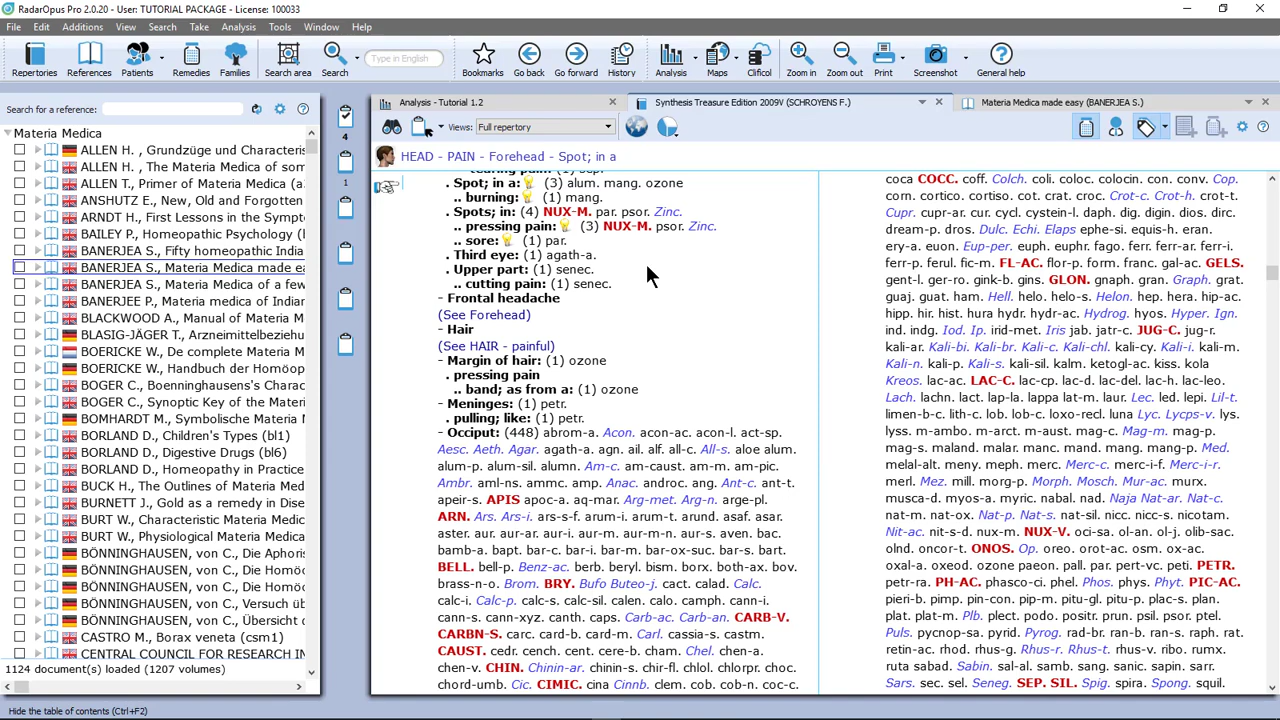 RadarOpus Pro 2.0.20 - User: TUTORIAL PACKAGE - License: 100033
File Edit Additions View Search Take Analysis Tools Window Help
Type in English
Repertories References Patients Remedies Families Search area Search Bookmarks Go back Go forward History Analysis Maps Clificol Zoom in Zoom out Print Screenshot General help
Search for a reference:
Materia Medica
ALLEN H. , Grundzüge und Characteris
ALLEN H. , The Materia Medica of som
ALLEN T., Primer of Materia Medica (a:
ANSHUTZ E., New, Old and Forgotten
ARNDT H., First Lessons in the Sympto
BAILEY P., Homeopathic Psychology (
BANERJEA S., Fifty homeopathic India
BANERJEA S., Materia Medica made ea
BANERJEA S., Materia Medica of a few
BANERJEE P., Materia medica of Indian
BLACKWOOD A., Manual of Materia M
BLASIG-JÄGER T., Arzneimittelbeziehu
BOERICKE W., De complete Materia M
BOERICKE W., Handbuch der Homöop
BOGER C., Boenninghausens's Charac
BOGER C., Synoptic Key of the Materia
BOMHARDT M., Symbolische Materia M
BORLAND D., Children's Types (bl1)
BORLAND D., Digestive Drugs (bl6)
BORLAND D., Homeopathy in Practice
BUCK H., The Outlines of Materia Med
BURNETT J., Gold as a remedy in Dise
BURT W., Characteristic Materia Medica
BURT W., Physiological Materia Medica
BÖNNINGHAUSEN, von C., Die Aphoris
BÖNNINGHAUSEN, von C., Die Homöo
BÖNNINGHAUSEN, von C., Die Homöo
BÖNNINGHAUSEN, von C., Versuch üb
BÖNNINGHAUSEN, von C., Übersicht d
CASTRO M., Borax veneta (csm1)
CENTRAL COUNCIL FOR RESEARCH IN
1124 document(s) loaded (1207 volumes)
Hide the table of contents (Ctrl+F2)
4
1
Analysis - Tutorial 1.2
Synthesis Treasure Edition 2009V (SCHROYENS F.)
Materia Medica made easy (BANERJEA S.)
Views: Full repertory
HEAD - PAIN - Forehead - Spot; in a
tearing pain: (1) sep.
. Spot; in a: (3) alum. mang. ozone
.. burning: (1) mang.
. Spots; in: (4) NUX-M. par. psor. Zinc.
.. pressing pain: (3) NUX-M. psor. Zinc.
.. sore: (1) par.
. Third eye: (1) agath-a.
. Upper part: (1) senec.
.. cutting pain: (1) senec.
- Frontal headache
(See Forehead)
- Hair
(See HAIR - painful)
- Margin of hair: (1) ozone
. pressing pain
.. band; as from a: (1) ozone
- Meninges: (1) petr.
. pulling; like: (1) petr.
- Occiput: (448) abrom-a. Acon. acon-ac. acon-l. act-sp.
Aesc. Aeth. Agar. agath-a. agn. ail. alf. all-c. All-s. aloe alum.
alum-p. alum-sil. alumn. Am-c. am-caust. am-m. am-pic.
Ambr. aml-ns. ammc. amp. Anac. androc. ang. Ant-c. ant-t.
apeir-s. APIS apoc-a. aq-mar. Arg-met. Arg-n. arge-pl.
ARN. Ars. Ars-i. ars-s-f. arum-i. arum-t. arund. asaf. asar.
aster. aur. aur-ar. aur-i. aur-m. aur-m-n. aur-s. aven. bac.
bamb-a. bapt. bar-c. bar-i. bar-m. bar-ox-suc. bar-s. bart.
BELL. bell-p. Benz-ac. berb. beryl. bism. borx. both-ax. bov.
brass-n-o. Brom. BRY. Bufo Buteo-j. cact. calad. Calc.
calc-i. Calc-p. calc-s. calc-sil. calen. calo. camph. cann-i.
cann-s. cann-xyz. canth. caps. Carb-ac. Carb-an. CARB-V.
CARBN-S. carc. card-b. card-m. Carl. cassia-s. castm.
CAUST. cedr. cench. cent. cere-b. cham. Chel. chen-a.
chen-v. CHIN. Chinin-ar. chinin-s. chir-fl. chlol. chlorpr. choc.
chord-umb. Cic. CIMIC. cina Cinnb. clem. cob. cob-n. coc-c.
coca COCC. coff. Colch. coli. coloc. colocin. con. conv. Cop.
corn. cortico. cortiso. cot. crat. croc. Crot-c. Crot-h. crot-t.
Cupr. cupr-ar. cur. cycl. cystein-l. daph. dig. digin. dios. dirc.
dream-p. dros. Dulc. Echi. Elaps ephe-si. equis-h. eran.
ery-a. euon. Eup-per. euph. euphr. fago. ferr. ferr-ar. ferr-i.
ferr-p. ferul. fic-m. FL-AC. flor-p. form. franc. gal-ac. GELS.
gent-l. ger-ro. gink-b. gins. GLON. gnaph. gran. Graph. grat.
guaj. guat. ham. Hell. helo. helo-s. Helon. hep. hera. hip-ac.
hipp. hir. hist. hura hydr. hydr-ac. Hydrog. hyos. Hyper. Ign.
ind. indg. Iod. Ip. irid-met. Iris jab. jatr-c. JUG-C. jug-r.
kali-ar. Kali-bi. Kali-br. Kali-c. Kali-chl. kali-cy. Kali-i. kali-m.
Kali-n. kali-p. Kali-s. kali-sil. kalm. ketogl-ac. kiss. kola
Kreos. lac-ac. LAC-C. lac-cp. lac-d. lac-del. lac-h. lac-leo.
Lach. lachn. lact. lap-la. lappa lat-m. laur. Lec. led. lepi. Lil-t.
limen-b-c. lith-c. lob. lob-c. loxo-recl. luna Lyc. Lycps-v. lys.
lyss. m-ambo. m-arct. m-aust. mag-c. Mag-m. mag-p.
mag-s. maland. malar. manc. mand. mang. mang-p. Med.
melal-alt. meny. meph. merc. Merc-c. merc-i-f. Merc-i-r.
merl. Mez. mill. morg-p. Morph. Mosch. Mur-ac. murx.
musca-d. myos-a. myric. nabal. nad. Naja Nat-ar. Nat-c.
nat-m. nat-ox. Nat-p. Nat-s. nat-sil. nicc. nicc-s. nicotam.
Nit-ac. nit-s-d. nux-m. NUX-V. oci-sa. ol-an. ol-j. olib-sac.
olnd. oncor-t. ONOS. Op. oreo. orot-ac. osm. ox-ac.
oxal-a. oxeod. ozone paeon. pall. par. pert-vc. peti. PETR.
petr-ra. PH-AC. phasco-ci. phel. Phos. phys. Phyt. PIC-AC.
pieri-b. pimp. pin-con. pip-m. pitu-gl. pitu-p. plac-s. plan.
plat. plat-m. Plb. plect. podo. positr. prun. psil. psor. ptel.
Puls. pycnop-sa. pyrid. Pyrog. rad-br. ran-b. ran-s. raph. rat.
retin-ac. rhod. rhus-g. Rhus-r. Rhus-t. rhus-v. ribo. rumx.
ruta sabad. Sabin. sal-al. samb. sang. sanic. sapin. sarr.
Sars. sec. sel. Seneg. SEP. SIL. Spig. spira. Spong. squil.